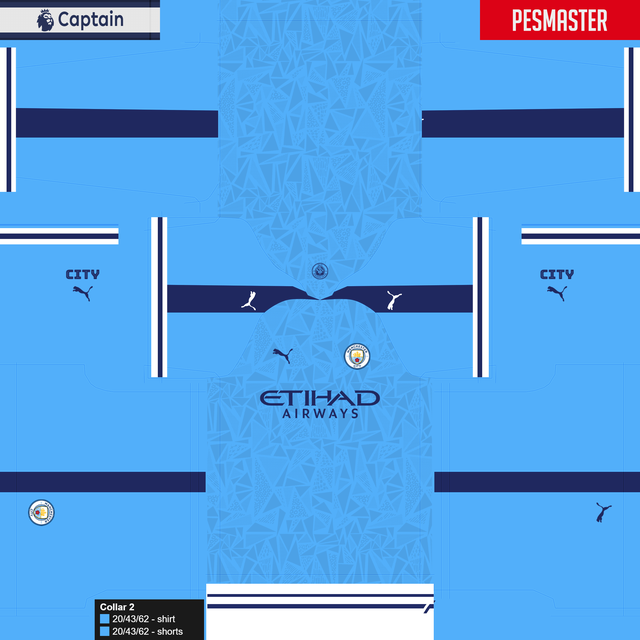 Captain
PESMASTER
CITY
CITY
ETIHAD
AIRWAYS
Collar 2
20/43/62 - shirt
20/43/62 - shorts